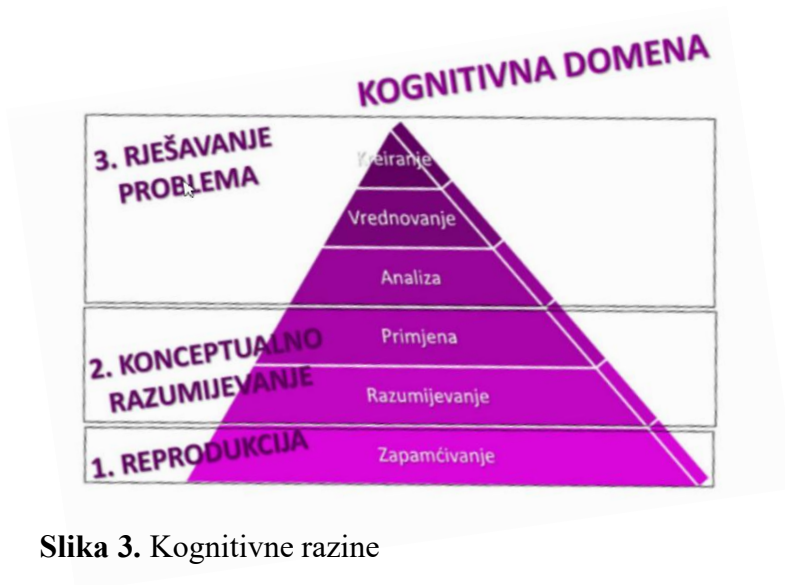 KOGNITIVNA DOMENA
3. RJEŠAVANJE
PROBLEMA
Kreiranje
Vrednovanje
Analiza
2. KONCEPTUALNO
RAZUMIJEVANJE
Primjena
Razumijevanje
1. REPRODUKCIJA
Zapamćivanje
Slika 3. Kognitivne razine